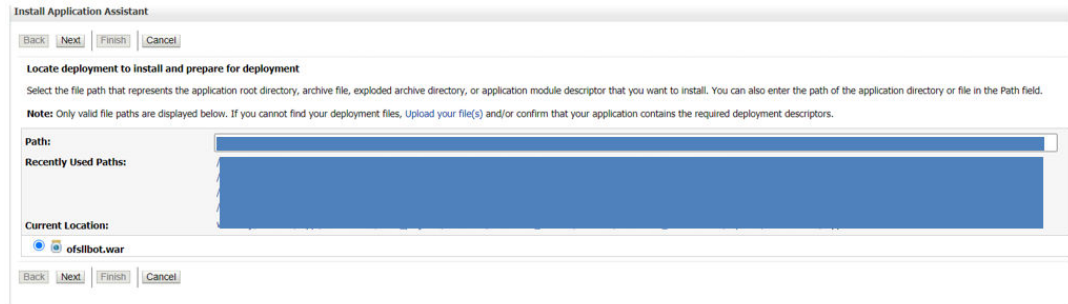 Install Application Assistant
Back Next Finish Cancel
Locate deployment to install and prepare for deployment
Select the file path that represents the application root directory, archive file, exploded archive directory, or application module descriptor that you want to install. You can also enter the path of the application directory or file in the Path field.
Note: Only valid file paths are displayed below. If you cannot find your deployment files, Upload your file(s) and/or confirm that your application contains the required deployment descriptors.
Path:
Recently Used Paths:
Current Location:
ofsllbot.war
Back Next Finish Cancel